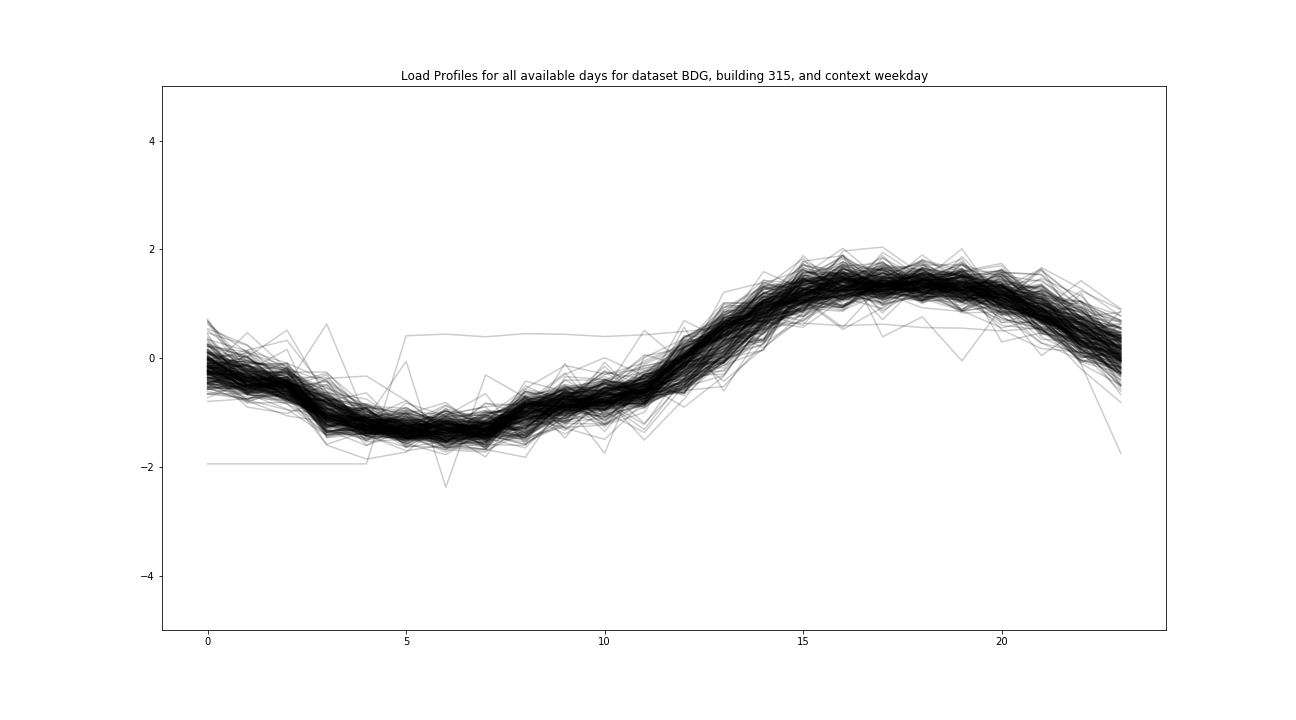 Load Profiles for all available days for dataset BDG, building 315, and context weekday
4
2
0
−2
−4
0 5 10 15 20